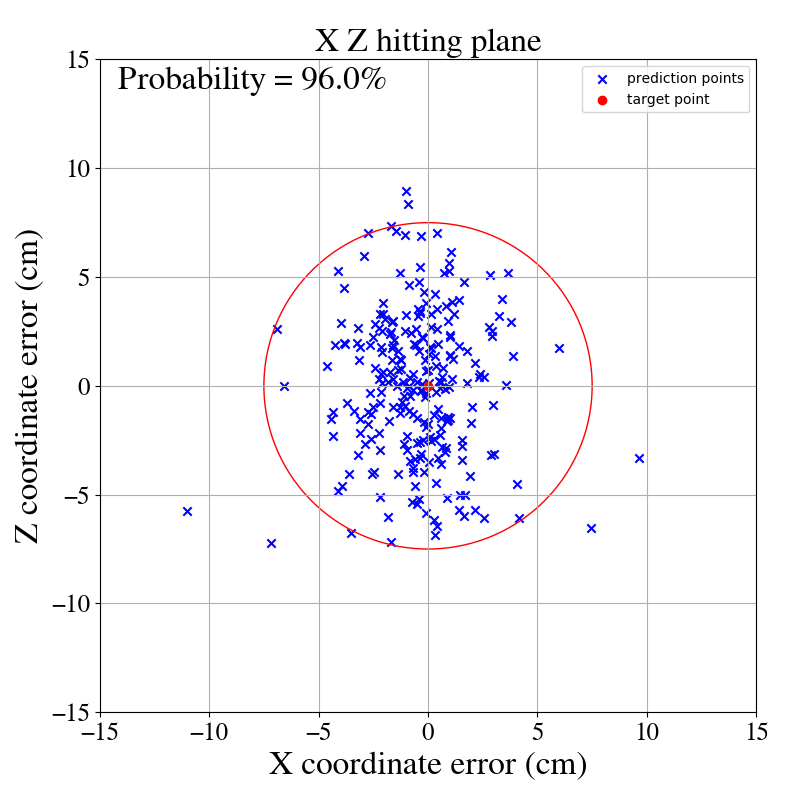 X Z hitting plane
Probability = 96.0%
prediction points
target point
15
10
5
0
−5
−10
−15
Z coordinate error (cm)
−15
−10
−5
0
5
10
15
X coordinate error (cm)